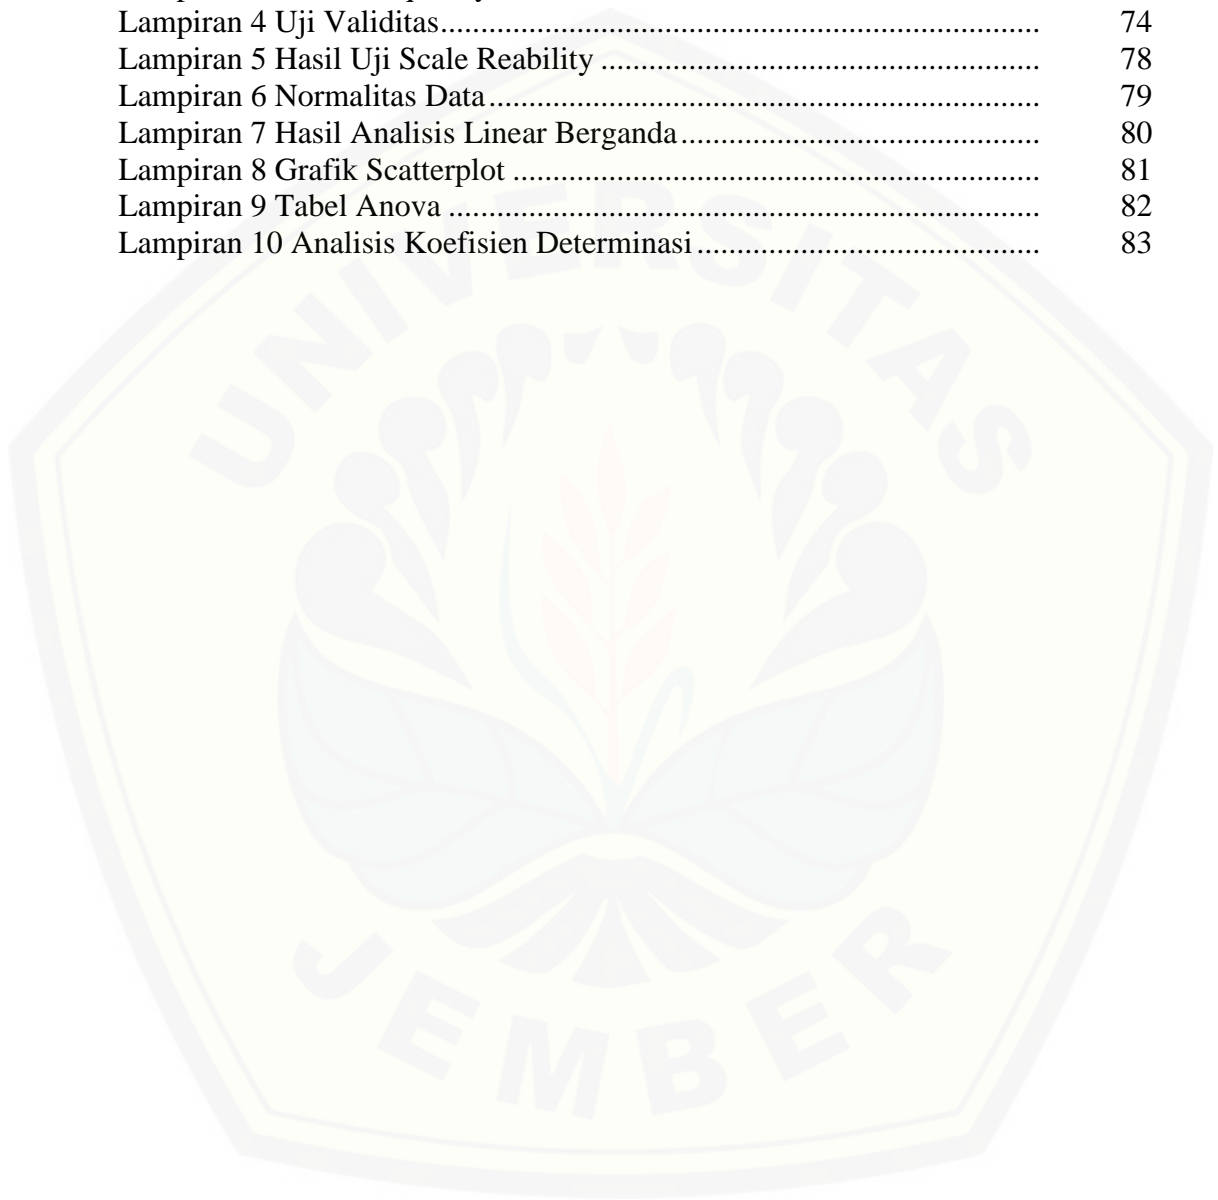 Lampiran 4 Uji Validitas.......................................................................... 74
Lampiran 5 Hasil Uji Scale Reability ...................................................... 78
Lampiran 6 Normalitas Data.................................................................... 79
Lampiran 7 Hasil Analisis Linear Berganda............................................ 80
Lampiran 8 Grafik Scatterplot ................................................................. 81
Lampiran 9 Tabel Anova ......................................................................... 82
Lampiran 10 Analisis Koefisien Determinasi.......................................... 83
UNIVERSITAS
JEMBER